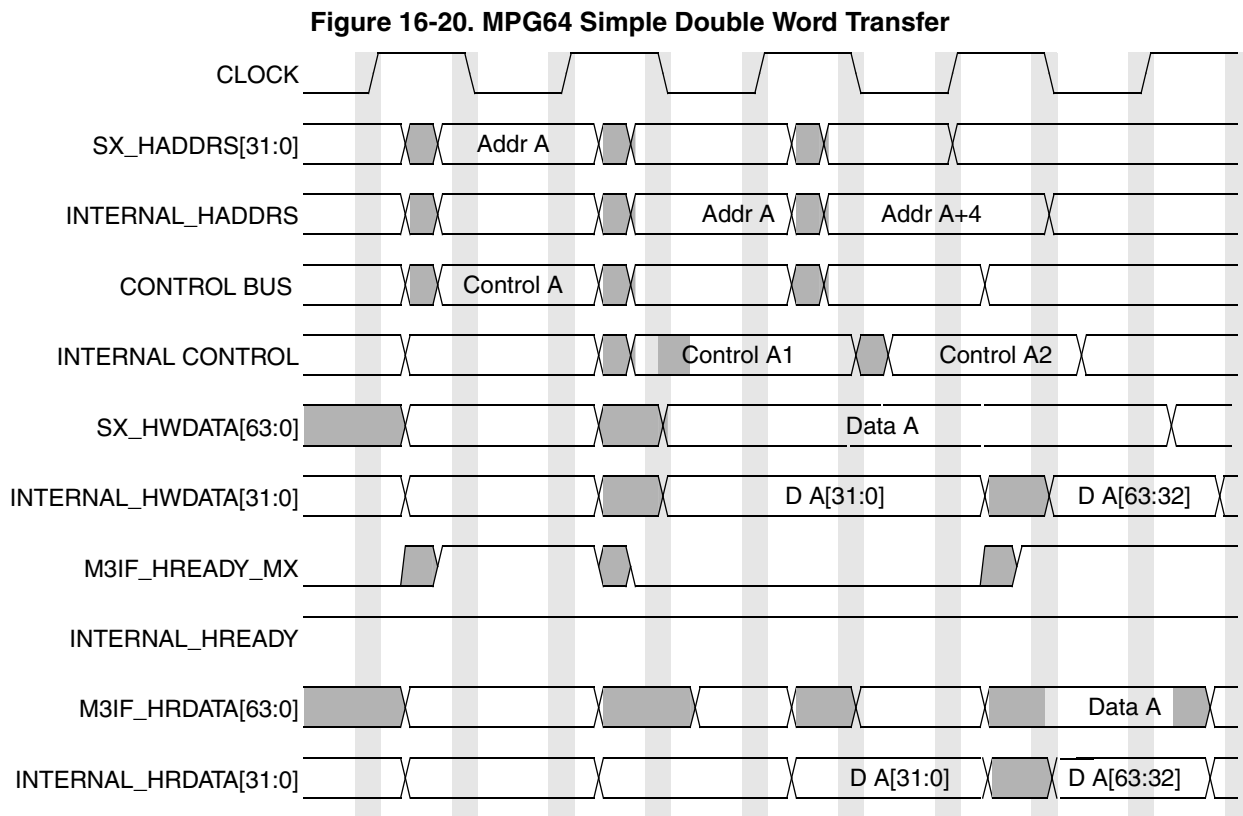 Figure 16-20. MPG64 Simple Double Word Transfer
CLOCK
SX_HADDRS[31:0]
Addr A
INTERNAL_HADDRS
Addr A
Addr A+4
CONTROL BUS
Control A
INTERNAL CONTROL
Control A1
Control A2
SX_HWDATA[63:0]
Data A
INTERNAL_HWDATA[31:0]
D A[31:0]
D A[63:32]
M3IF_HREADY_MX
INTERNAL_HREADY
M3IF_HRDATA[63:0]
Data A
INTERNAL_HRDATA[31:0]
D A[31:0]
D A[63:32]